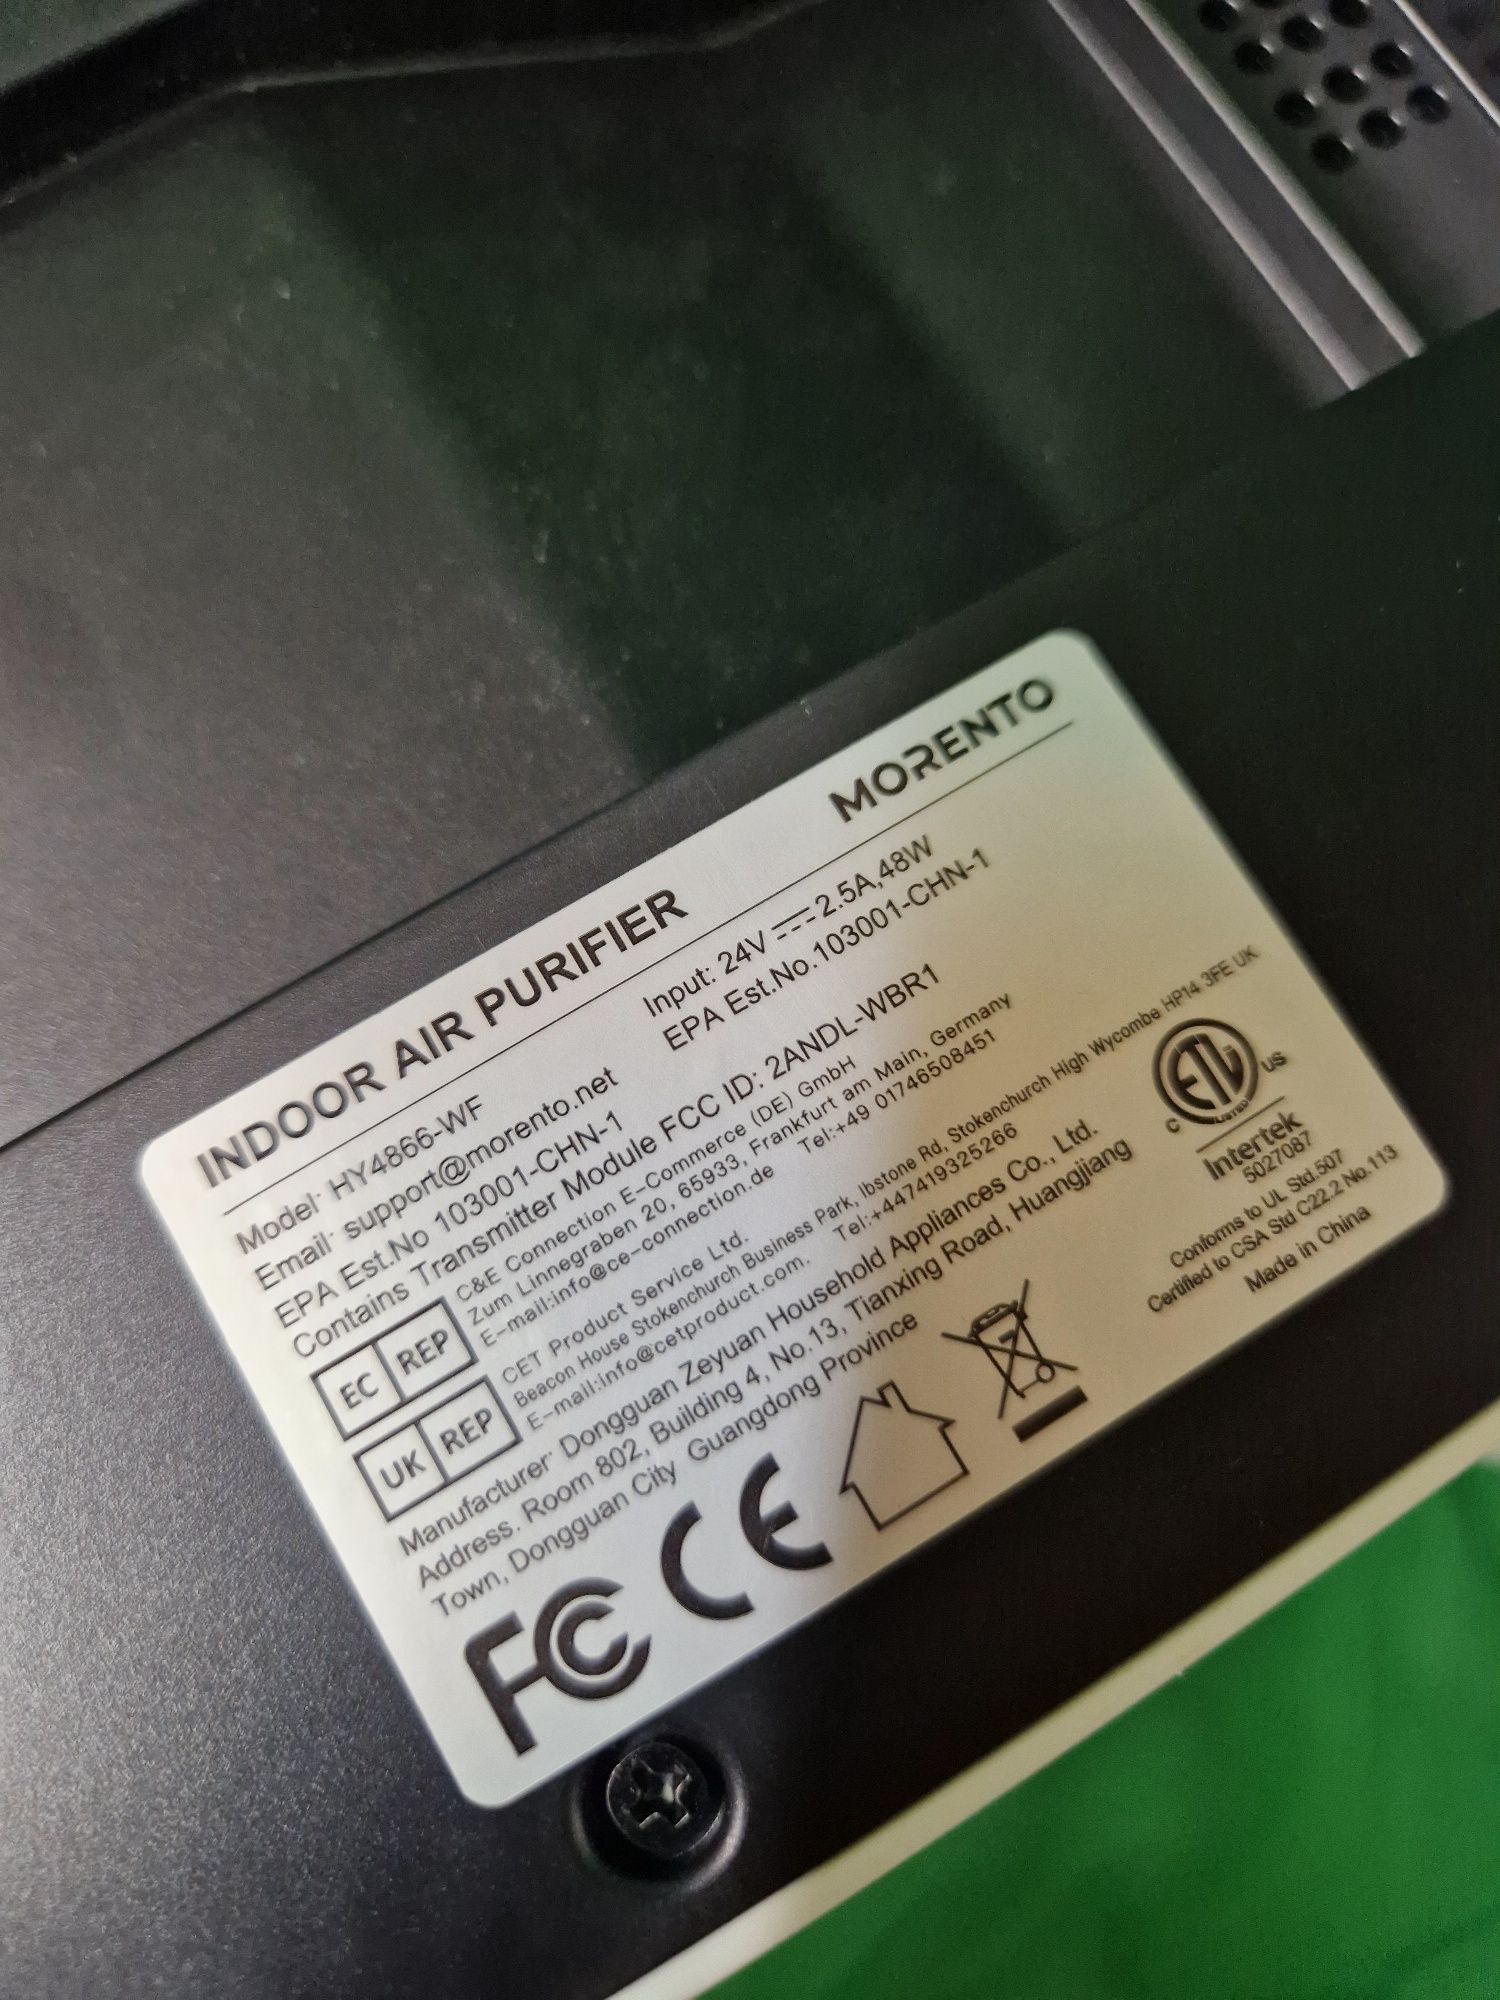 INDOOR AIR PURIFIER MORENTO
Model: HY4866-WF Input: 24V 2.5A,48W
Email: support@morento.net EPA Est.No.103001-CHN-1
EPA Est.No 103001-CHN-1
Contains Transmitter Module FCC ID: 2ANDL-WBR1
EC REP
C&E Connection E-Commerce (DE) GmbH
Zum Linnegraben 20, 65933, Frankfurt am Main, Germany
E-mail:info@ce-connection.de Tel:+49 01746508451
UK REP
CET Product Service Ltd.
Beacon House Stokenchurch Business Park, Ibstone Rd, Stokenchurch High Wycombe HP14 3FE UK
E-mail:info@cetproduct.com. Tel:+447419325266
Manufacturer: Dongguan Zeyuan Household Appliances Co., Ltd.
Address. Room 802, Building 4, No.13, Tianxing Road, Huangjiang
Town, Dongguan City Guangdong Province
FC CE
C ETL US
LISTED
Intertek
5027087
Conforms to UL Std.507
Certified to CSA Std C22.2 No.113
Made in China